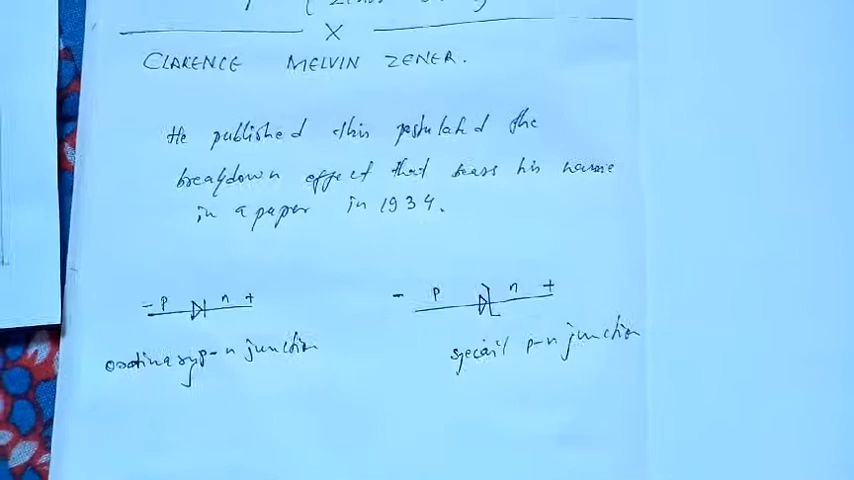 X
CLARENCE MELVIN ZENER.
He published this postulated the
breakdown effect that bears his name
in a paper in 1934.
- p n + - p n +
ordinary p-n junction specail p-n junction